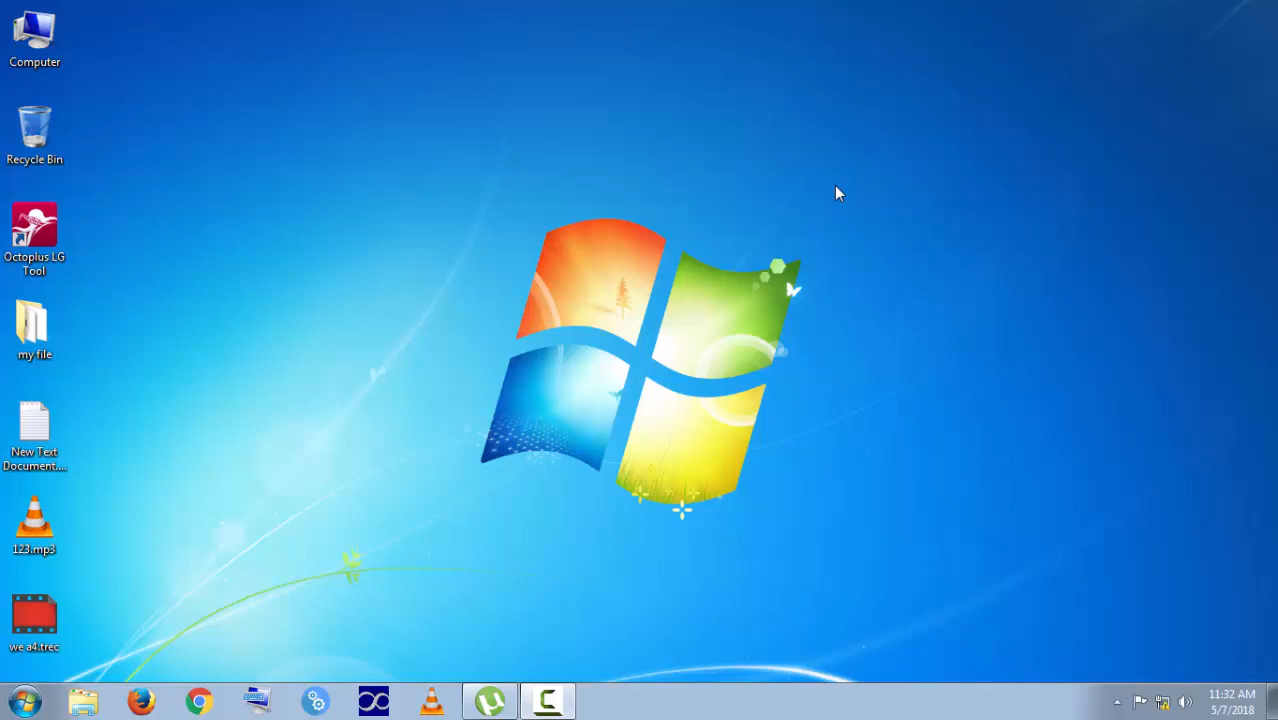 Computer
Recycle Bin
Octoplus LG
Tool
my file
New Text
Document....
123.mp3
we a4.trec
11:32 AM
5/7/2018